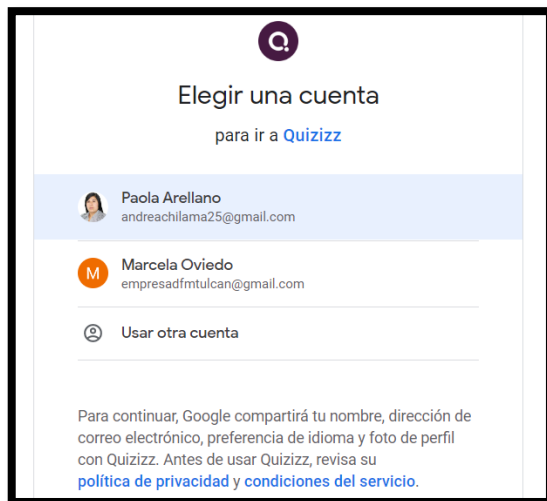 Elegir una cuenta
para ir a Quizizz
Paola Arellano
andreachilama25@gmail.com
M
Marcela Oviedo
empresadfmtulcan@gmail.com
Usar otra cuenta
Para continuar, Google compartirá tu nombre, dirección de
correo electrónico, preferencia de idioma y foto de perfil
con Quizizz. Antes de usar Quizizz, revisa su
política de privacidad y condiciones del servicio.